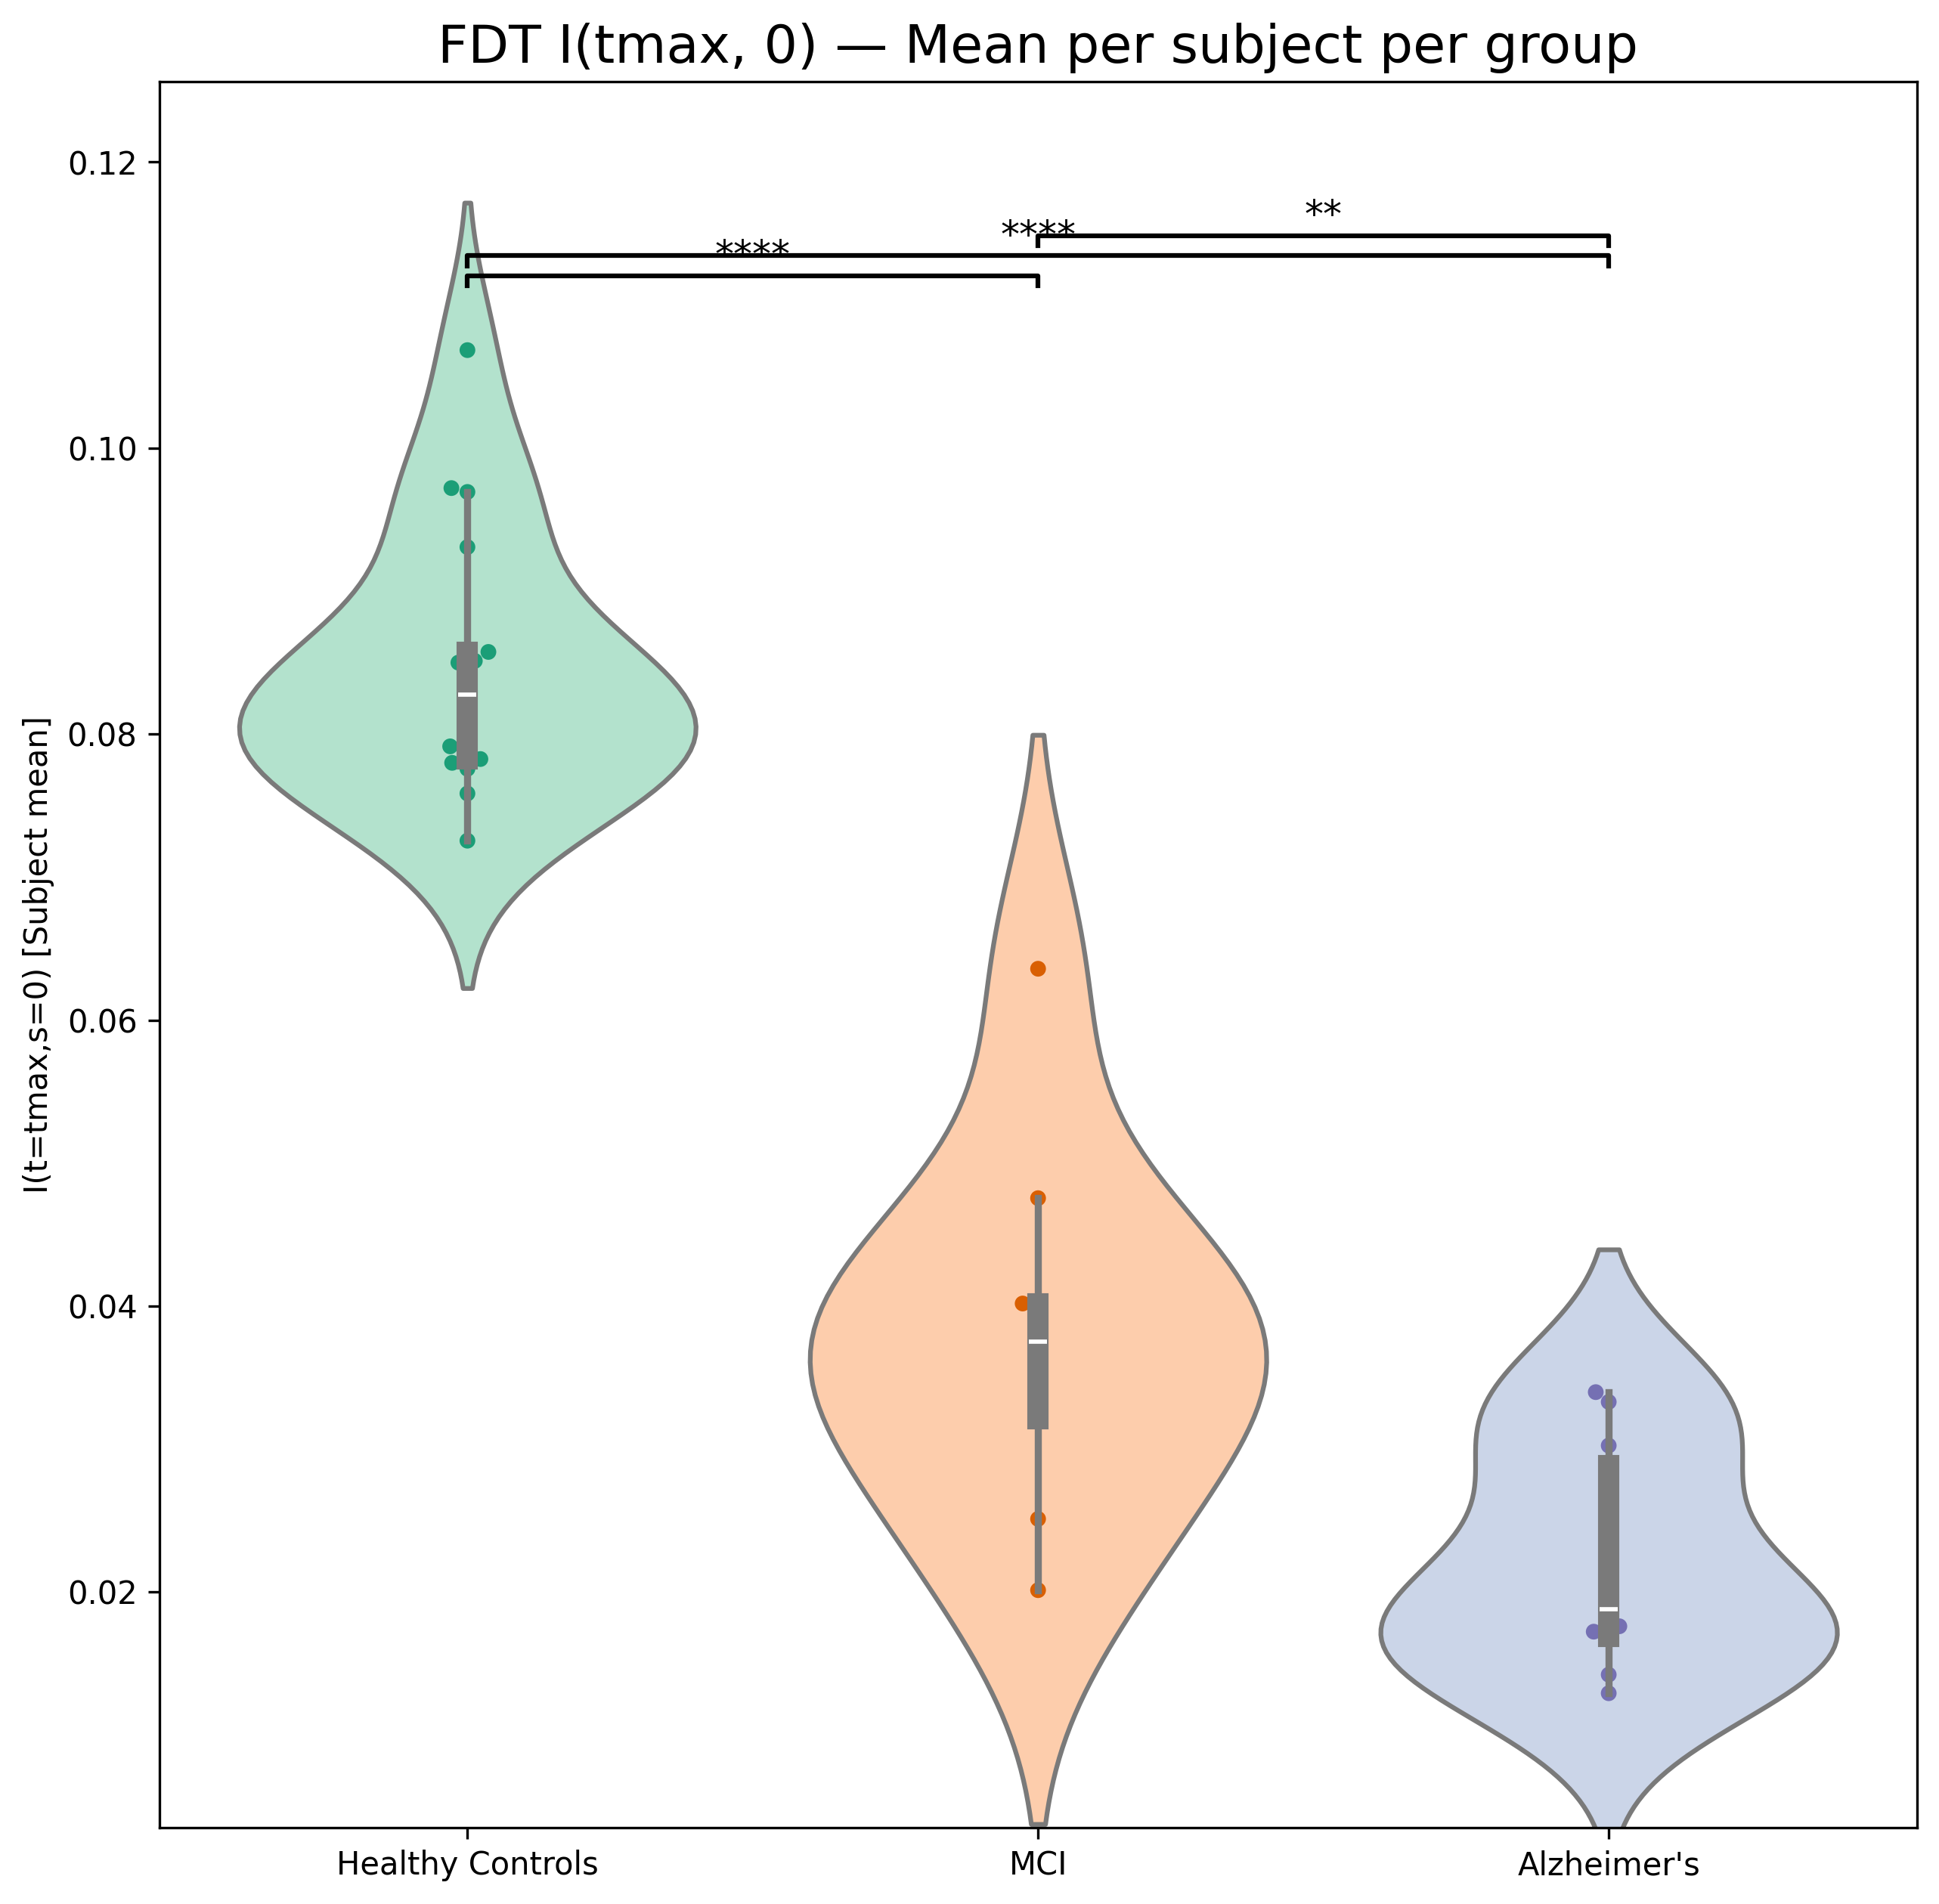 FDT I(tmax, 0) — Mean per subject per group
I(t=tmax,s=0) [Subject mean]
0.12
0.10
0.08
0.06
0.04
0.02
**
****
****
Healthy Controls
MCI
Alzheimer's